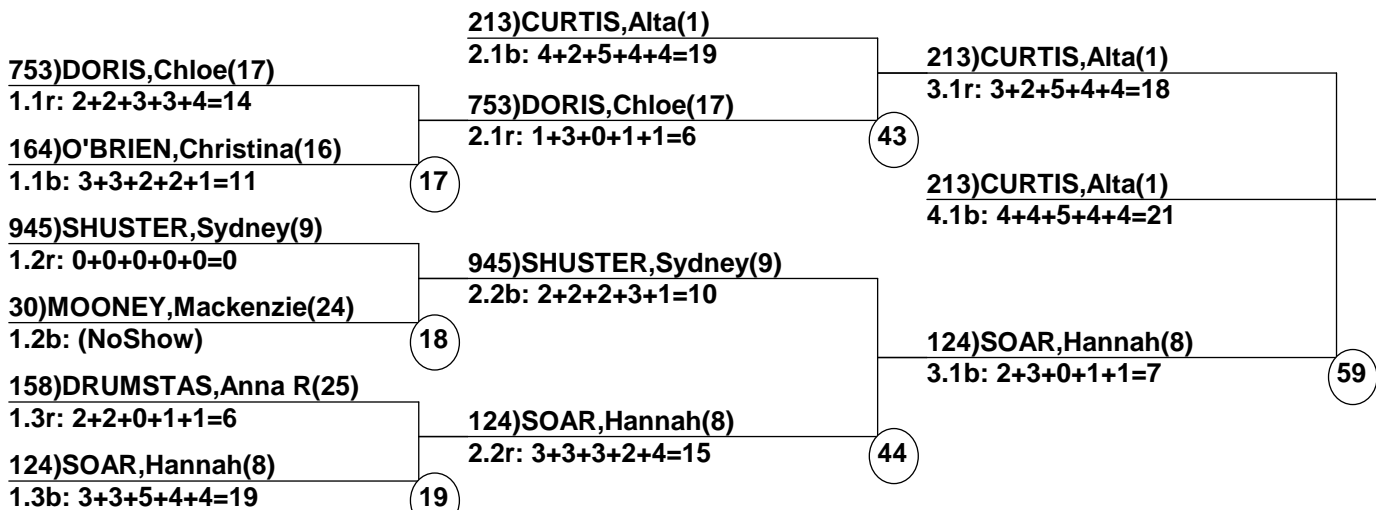 753)DORIS,Chloe(17)
1.1r: 2+2+3+3+4=14
164)O'BRIEN,Christina(16)
1.1b: 3+3+2+2+1=11
17
945)SHUSTER,Sydney(9)
1.2r: 0+0+0+0+0=0
30)MOONEY,Mackenzie(24)
1.2b: (NoShow)
18
158)DRUMSTAS,Anna R(25)
1.3r: 2+2+0+1+1=6
124)SOAR,Hannah(8)
1.3b: 3+3+5+4+4=19
19
213)CURTIS,Alta(1)
2.1b: 4+2+5+4+4=19
753)DORIS,Chloe(17)
2.1r: 1+3+0+1+1=6
43
945)SHUSTER,Sydney(9)
2.2b: 2+2+2+3+1=10
124)SOAR,Hannah(8)
2.2r: 3+3+3+2+4=15
44
213)CURTIS,Alta(1)
3.1r: 3+2+5+4+4=18
213)CURTIS,Alta(1)
4.1b: 4+4+5+4+4=21
124)SOAR,Hannah(8)
3.1b: 2+3+0+1+1=7
59